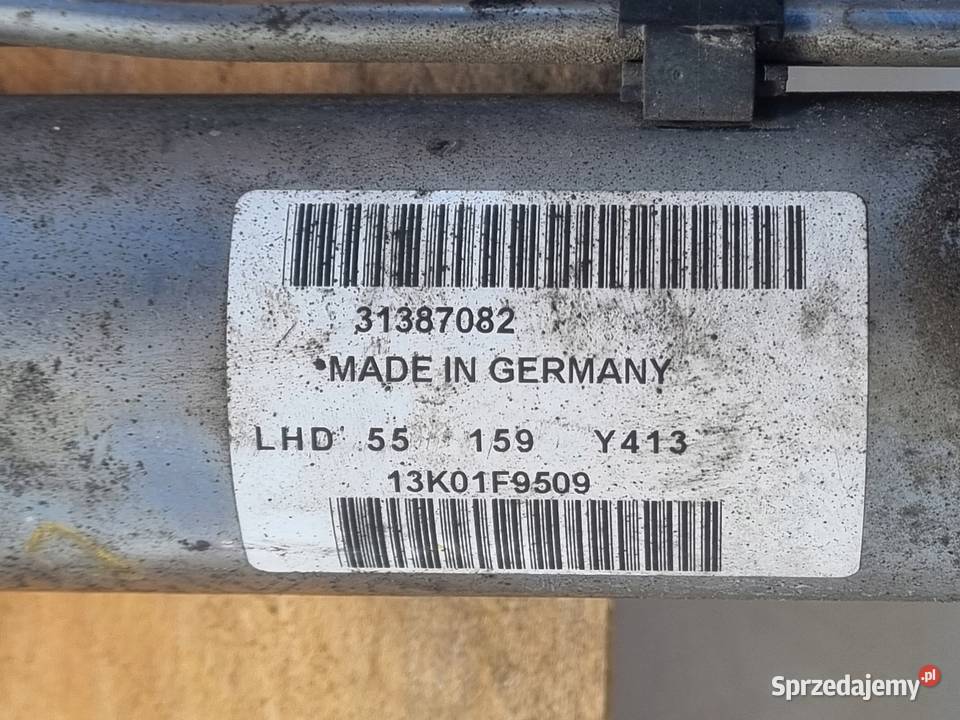 31387082
MADE IN GERMANY
LHD 55 159 Y413
13K01F9509
Sprzedajemy.pl